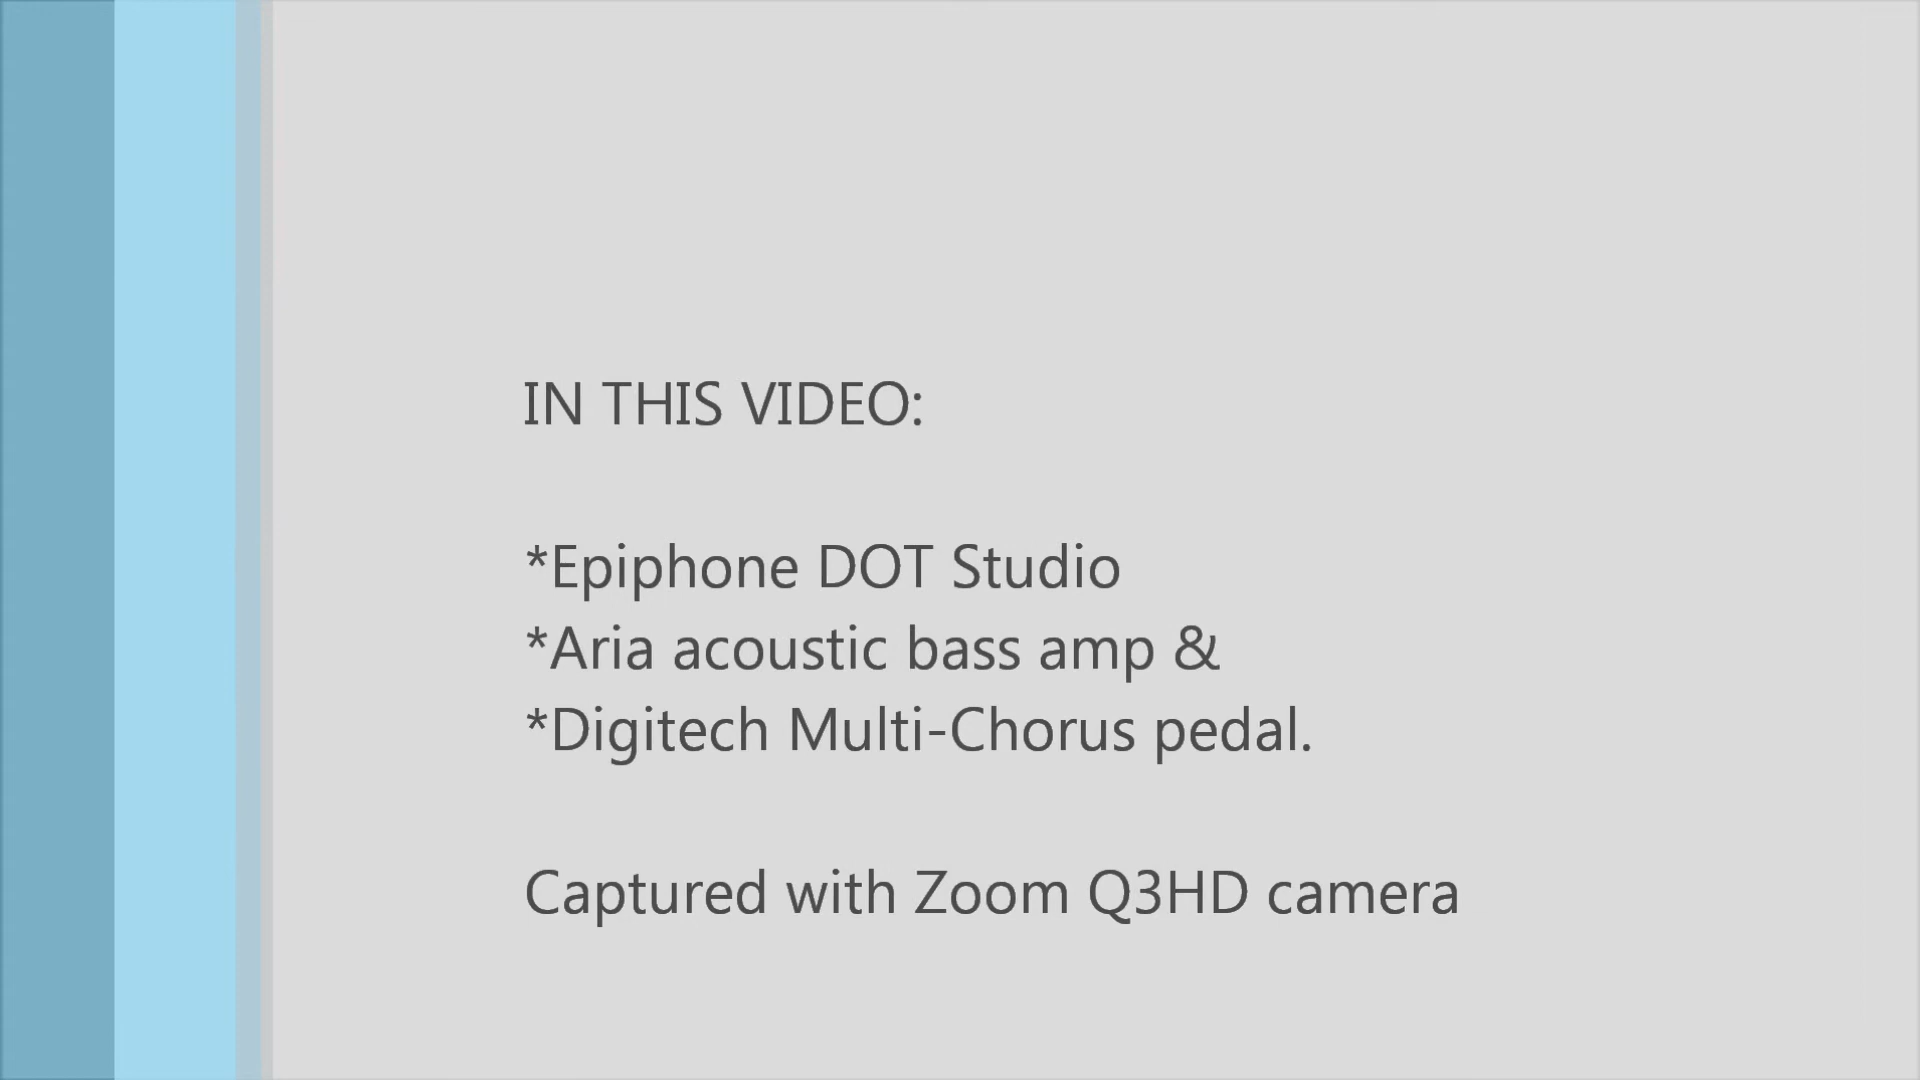 IN THIS VIDEO:
*Epiphone DOT Studio
*Aria acoustic bass amp &
*Digitech Multi-Chorus pedal.
Captured with Zoom Q3HD camera